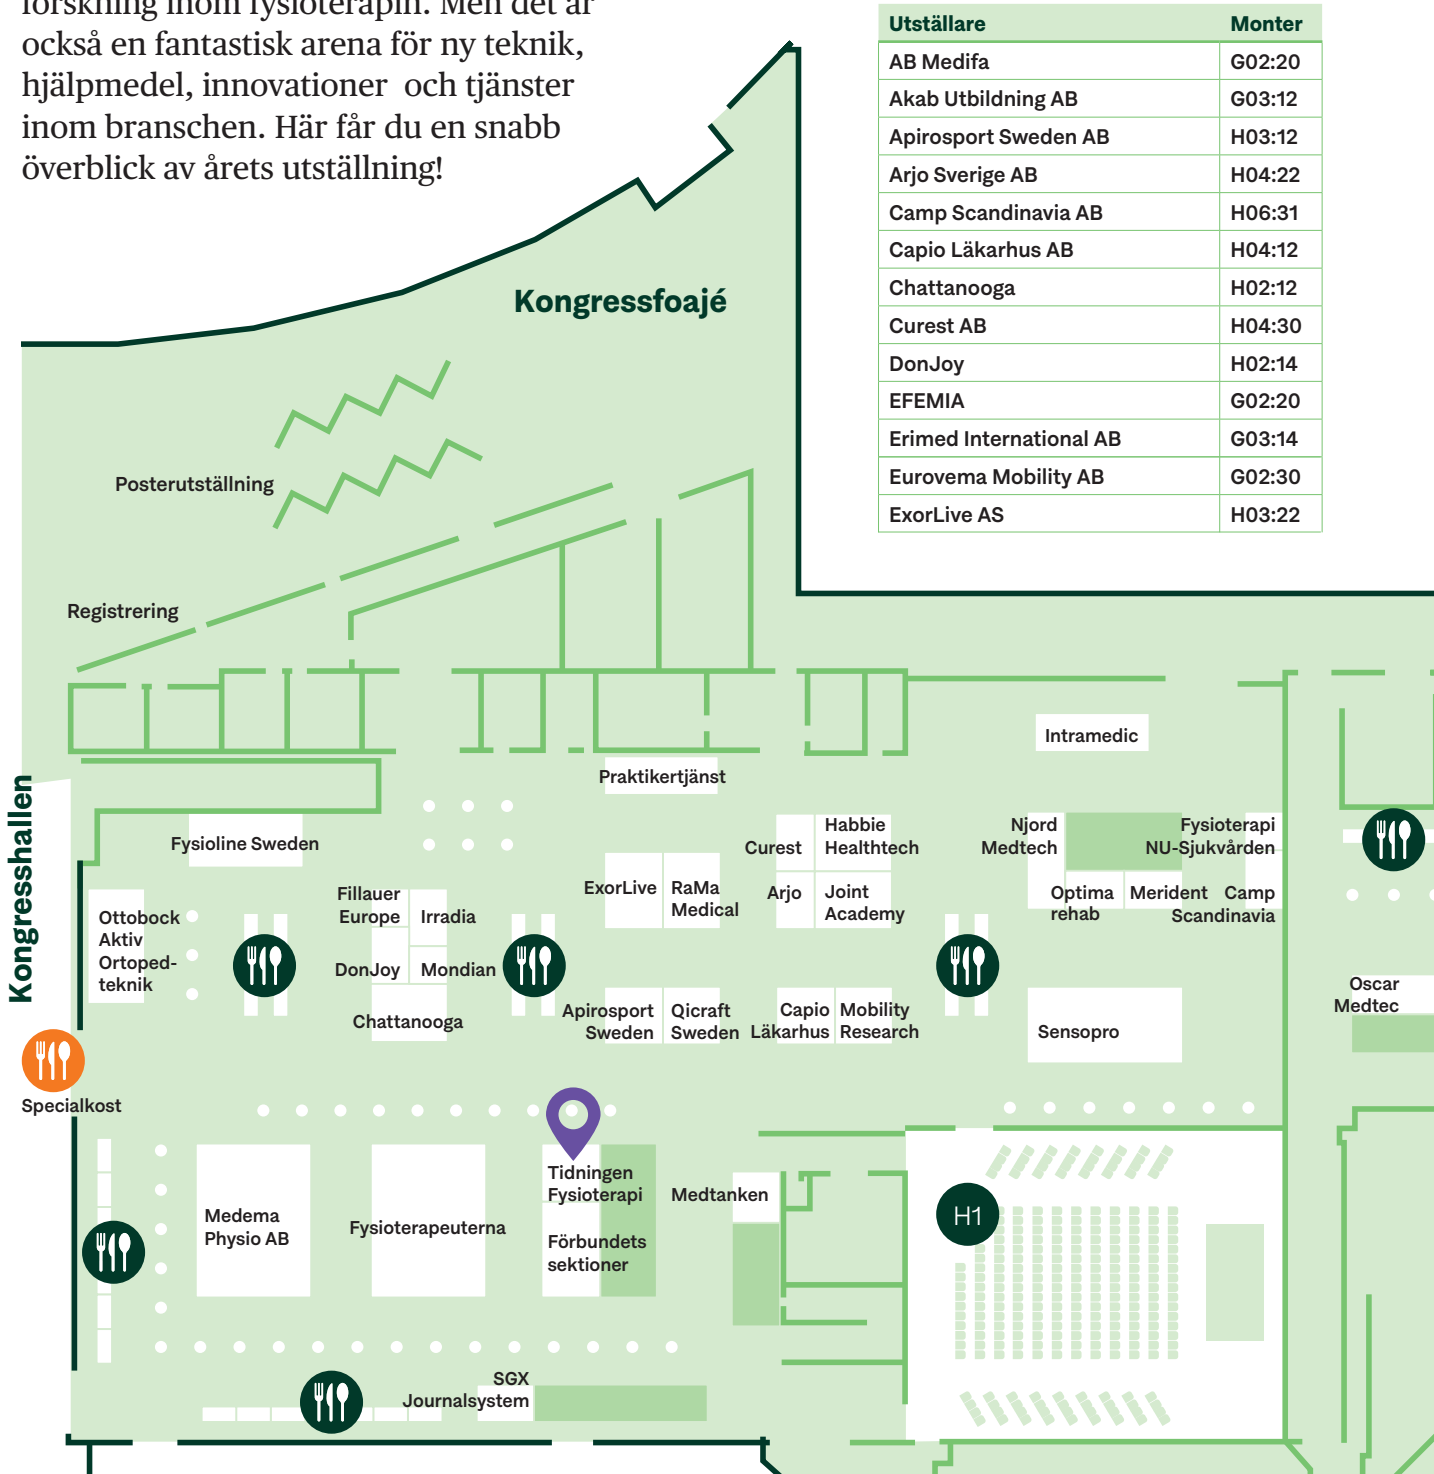 forskning inom fysioterapin. Men det är
också en fantastisk arena för ny teknik,
hjälpmedel, innovationer och tjänster
inom branschen. Här får du en snabb
överblick av årets utställning!
Utställare Monter
AB Medifa G02:20
Akab Utbildning AB G03:12
Apirosport Sweden AB H03:12
Arjo Sverige AB H04:22
Camp Scandinavia AB H06:31
Capio Läkarhus AB H04:12
Chattanooga H02:12
Curest AB H04:30
DonJoy H02:14
EFEMIA G02:20
Erimed International AB G03:14
Eurovema Mobility AB G02:30
ExorLive AS H03:22
Kongressfoajé
Posterutställning
Registrering
Kongresshallen
Intramedic
Praktikertjänst
Fysioline Sweden
Curest
Habbie
Healthtech
Njord
Medtech
Fysioterapi
NU-Sjukvården
Ottobock
Aktiv
Ortoped-
teknik
Fillauer
Europe
Irradia
ExorLive
RaMa
Medical
Arjo
Joint
Academy
Optima
rehab
Merident
Camp
Scandinavia
DonJoy
Mondian
Chattanooga
Apirosport
Sweden
Qicraft
Sweden
Capio
Läkarhus
Mobility
Research
Sensopro
Oscar
Medtec
Specialkost
Medema
Physio AB
Fysioterapeuterna
Tidningen
Fysioterapi
Förbundets
sektioner
Medtanken
H1
SGX
Journalsystem